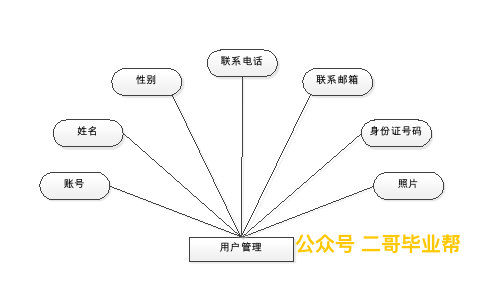 联系电话
性别
联系邮箱
姓名
身份证号码
账号
照片
用户管理
公众号 二哥毕业帮